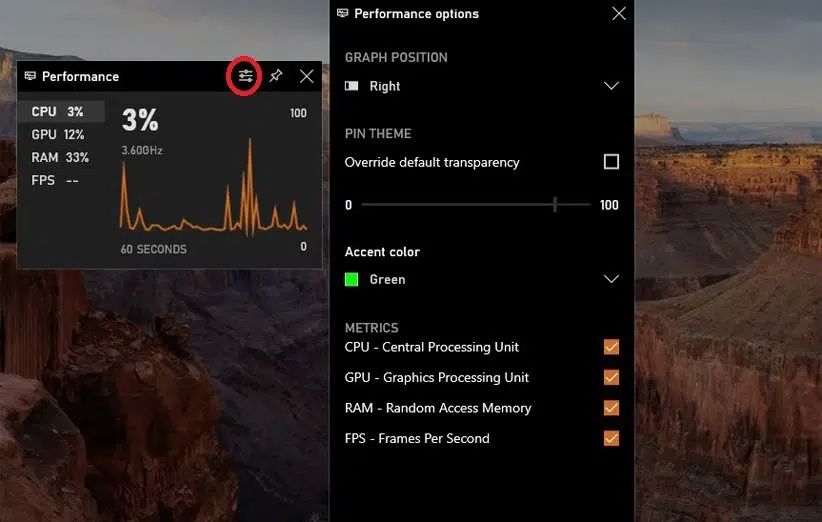 Performance
CPU 3%
GPU 12%
RAM 33%
FPS --
3%
100
3.60GHz
60 SECONDS
0
Performance options
GRAPH POSITION
Right
PIN THEME
Override default transparency
0 100
Accent color
Green
METRICS
CPU - Central Processing Unit
GPU - Graphics Processing Unit
RAM - Random Access Memory
FPS - Frames Per Second